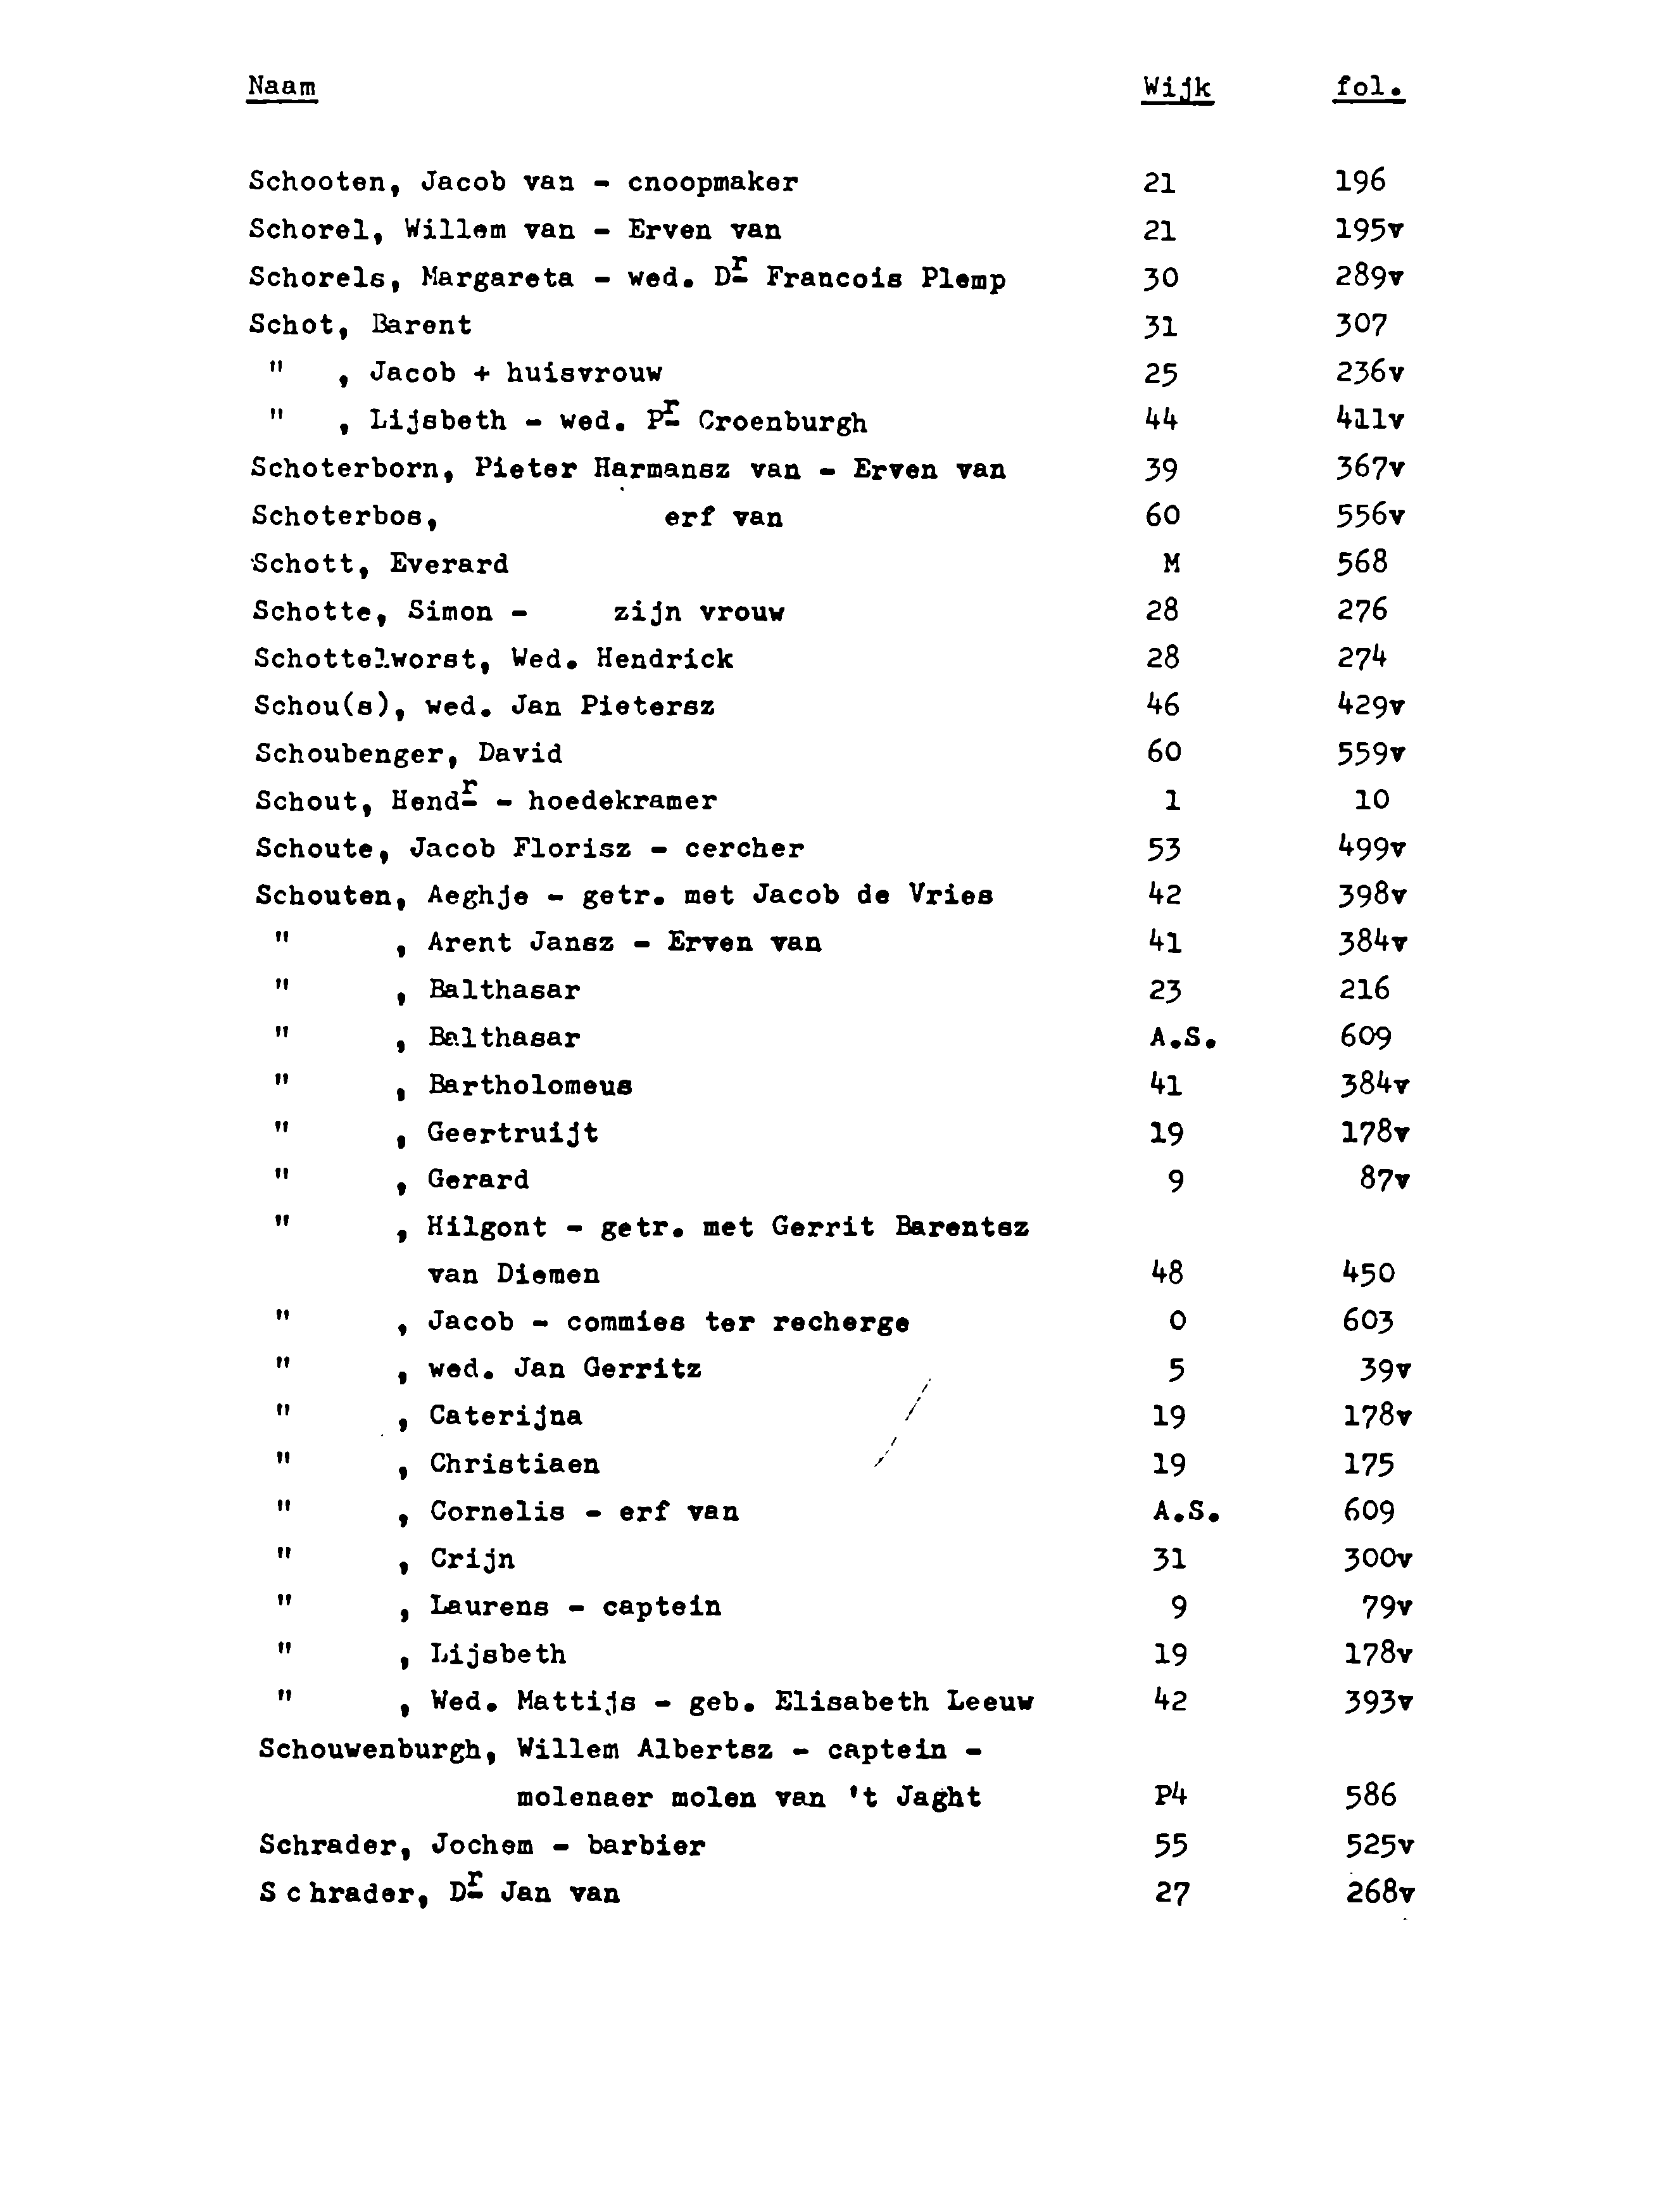 Naam Wijk fol.
Schooten, Jacob van - cnoopmaker 21 196
Schorel, Willem van - Erven van 21 195v
Schorels, Margareta - wed. Dr Francois Plemp 30 289v
Schot, Barent 31 307
" , Jacob + huisvrouw 25 236v
" , Lijsbeth - wed. Pr Croenburgh 44 411v
Schoterborn, Pieter Harmansz van - Erven van 39 367v
Schoterbos, erf van 60 556v
Schott, Everard M 568
Schotte, Simon - zijn vrouw 28 276
Schottelworst, Wed. Hendrick 28 274
Schou(s), wed. Jan Pietersz 46 429v
Schoubenger, David 60 559v
Schout, Hendr - hoedekramer 1 10
Schoute, Jacob Florisz - cercher 53 499v
Schouten, Aeghje - getr. met Jacob de Vries 42 398v
" , Arent Jansz - Erven van 41 384v
" , Balthasar 23 216
" , Balthasar A.S. 609
" , Bartholomeus 41 384v
" , Geertruijt 19 178v
" , Gerard 9 87v
" , Hilgont - getr. met Gerrit Barentsz
van Diemen 48 450
" , Jacob - commies ter recherge 0 603
" , wed. Jan Gerritz 5 39v
" , Caterijna 19 178v
" , Christiaen 19 175
" , Cornelis - erf van A.S. 609
" , Crijn 31 300v
" , Laurens - captein 9 79v
" , Lijsbeth 19 178v
" , Wed. Mattijs - geb. Elisabeth Leeuw 42 393v
Schouwenburgh, Willem Albertsz - captein -
molenaer molen van 't Jaght P4 586
Schrader, Jochem - barbier 55 525v
Schrader, Dr Jan van 27 268v